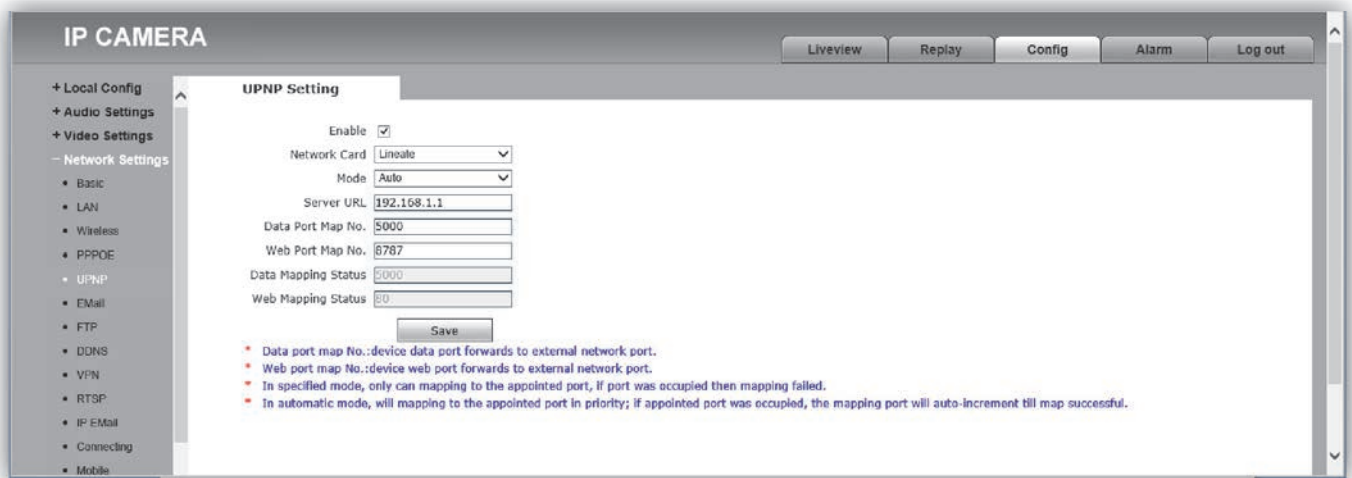 IP CAMERA
Liveview Replay Config Alarm Log out
+ Local Config
+ Audio Settings
+ Video Settings
− Network Settings
• Basic
• LAN
• Wireless
• PPPOE
• UPNP
• EMail
• FTP
• DDNS
• VPN
• RTSP
• IP EMail
• Connecting
• Mobile
UPNP Setting
Enable
Network Card Lineate
Mode Auto
Server URL 192.168.1.1
Data Port Map No. 5000
Web Port Map No. 8787
Data Mapping Status 5000
Web Mapping Status 80
Save
* Data port map No.:device data port forwards to external network port.
* Web port map No.:device web port forwards to external network port.
* In specified mode, only can mapping to the appointed port, if port was occupied then mapping failed.
* In automatic mode, will mapping to the appointed port in priority; if appointed port was occupied, the mapping port will auto-increment till map successful.